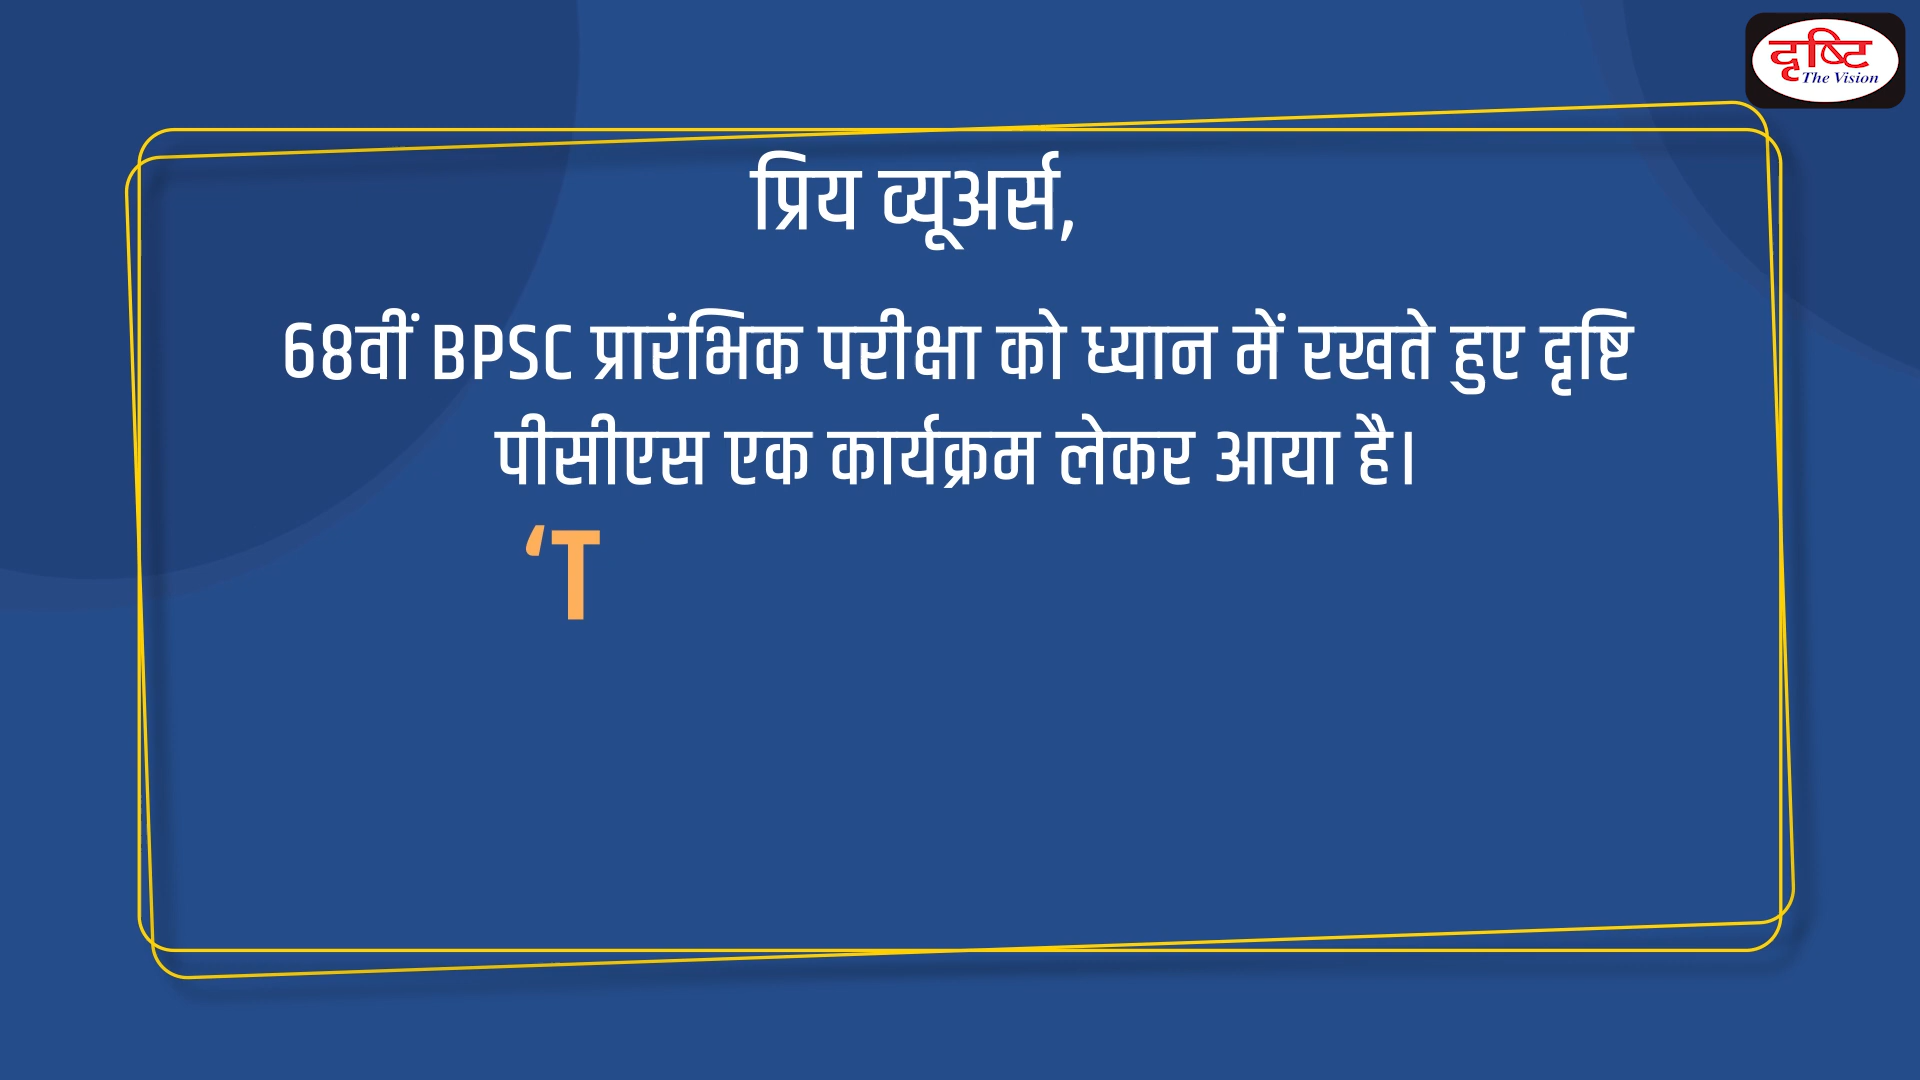 दृष्टि
The Vision
प्रिय व्यूअर्स,
68वीं BPSC प्रारंभिक परीक्षा को ध्यान में रखते हुए दृष्टि
पीसीएस एक कार्यक्रम लेकर आया है।
‘T